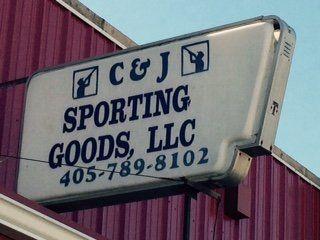 C & J
SPORTING
GOODS, LLC
405-789-8102